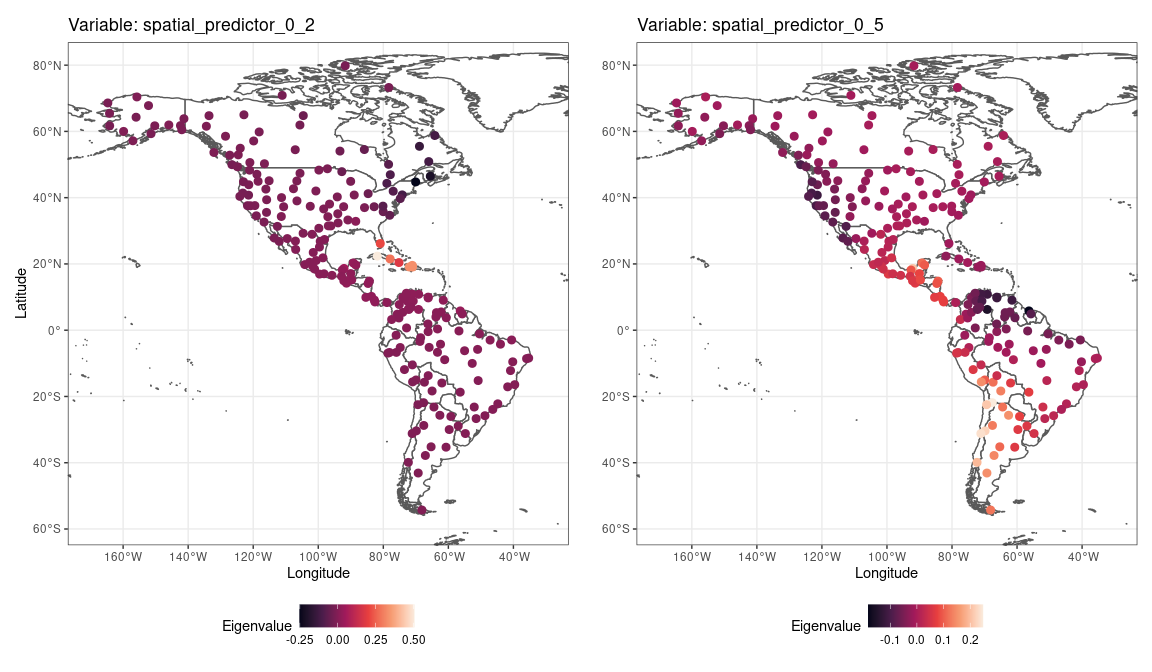 Variable: spatial_predictor_0_2
Variable: spatial_predictor_0_5
80°N
60°N
40°N
20°N
0°
20°S
40°S
60°S
Latitude
80°N
60°N
40°N
20°N
0°
20°S
40°S
60°S
160°W 140°W 120°W 100°W 80°W 60°W 40°W
160°W 140°W 120°W 100°W 80°W 60°W 40°W
Longitude
Longitude
Eigenvalue
-0.25 0.00 0.25 0.50
Eigenvalue
-0.1 0.0 0.1 0.2